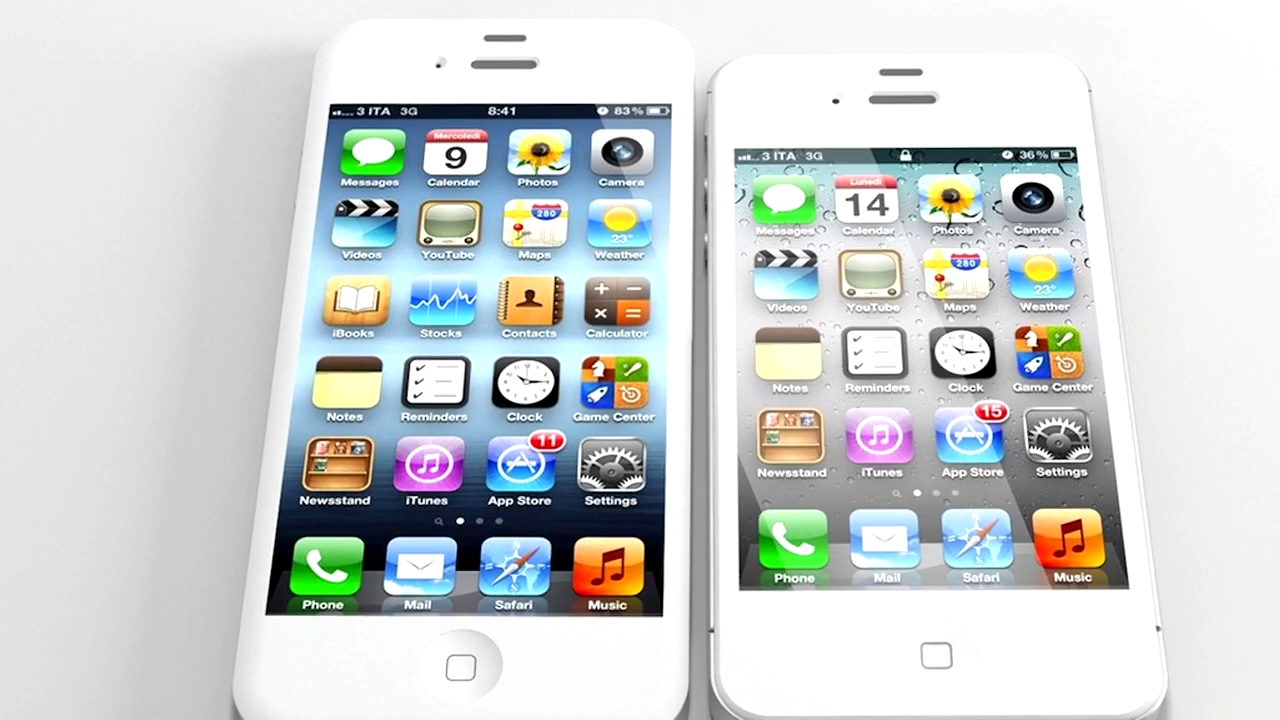 3 ITA 3G 8:41 83%
Mercoledì
9
Messages Calendar Photos Camera
280
23°
Videos YouTube Maps Weather
iBooks Stocks Contacts Calculator
Notes Reminders Clock Game Center
11
Newsstand iTunes App Store Settings
Phone Mail Safari Music
3 ITA 3G 36%
Lunedì
14
Messages Calendar Photos Camera
280
23°
Videos YouTube Maps Weather
Notes Reminders Clock Game Center
15
Newsstand iTunes App Store Settings
Phone Mail Safari Music